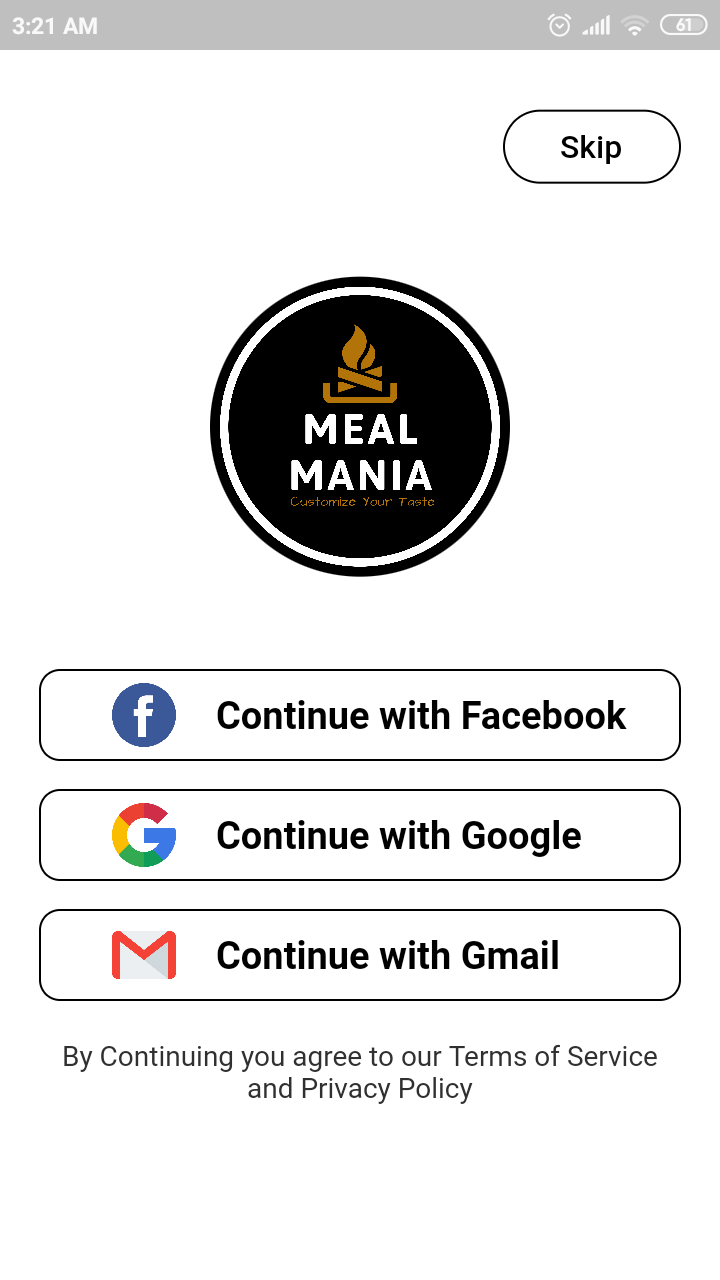 3:21 AM
61
Skip
MEAL
MANIA
Customize Your Taste
Continue with Facebook
Continue with Google
Continue with Gmail
By Continuing you agree to our Terms of Service
and Privacy Policy